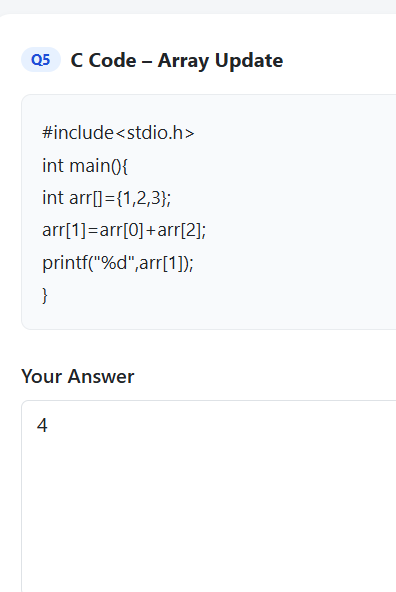 Q5 C Code – Array Update
#include<stdio.h>
int main(){
int arr[]={1,2,3};
arr[1]=arr[0]+arr[2];
printf("%d",arr[1]);
}
Your Answer
4